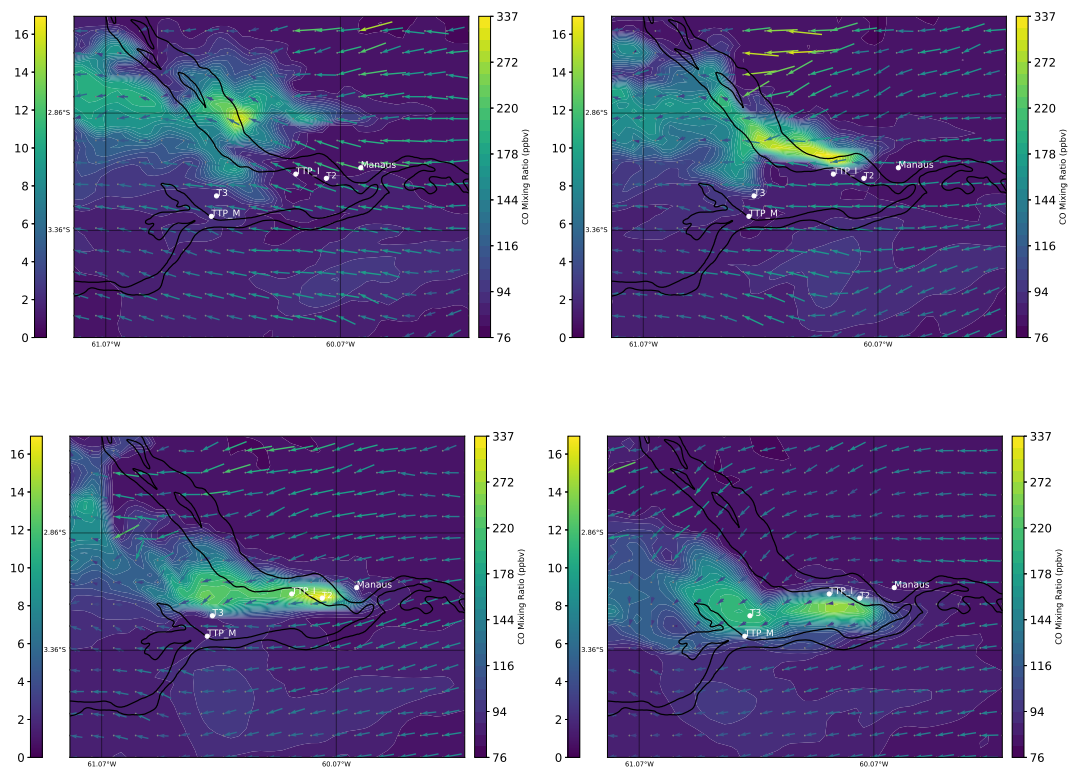 16
14
12
10
8
6
4
2
0
2.86°S
3.36°S
61.07°W
60.07°W
Manaus
TTP_I
T2
T3
TTP_M
337
272
220
178
144
116
94
76
CO Mixing Ratio (ppbv)
16
14
12
10
8
6
4
2
0
2.86°S
3.36°S
61.07°W
60.07°W
Manaus
TTP_I
T2
T3
TTP_M
337
272
220
178
144
116
94
76
CO Mixing Ratio (ppbv)
16
14
12
10
8
6
4
2
0
2.86°S
3.36°S
61.07°W
60.07°W
Manaus
TTP_I
T2
T3
TTP_M
337
272
220
178
144
116
94
76
CO Mixing Ratio (ppbv)
16
14
12
10
8
6
4
2
0
2.86°S
3.36°S
61.07°W
60.07°W
Manaus
TTP_I
T2
T3
TTP_M
337
272
220
178
144
116
94
76
CO Mixing Ratio (ppbv)